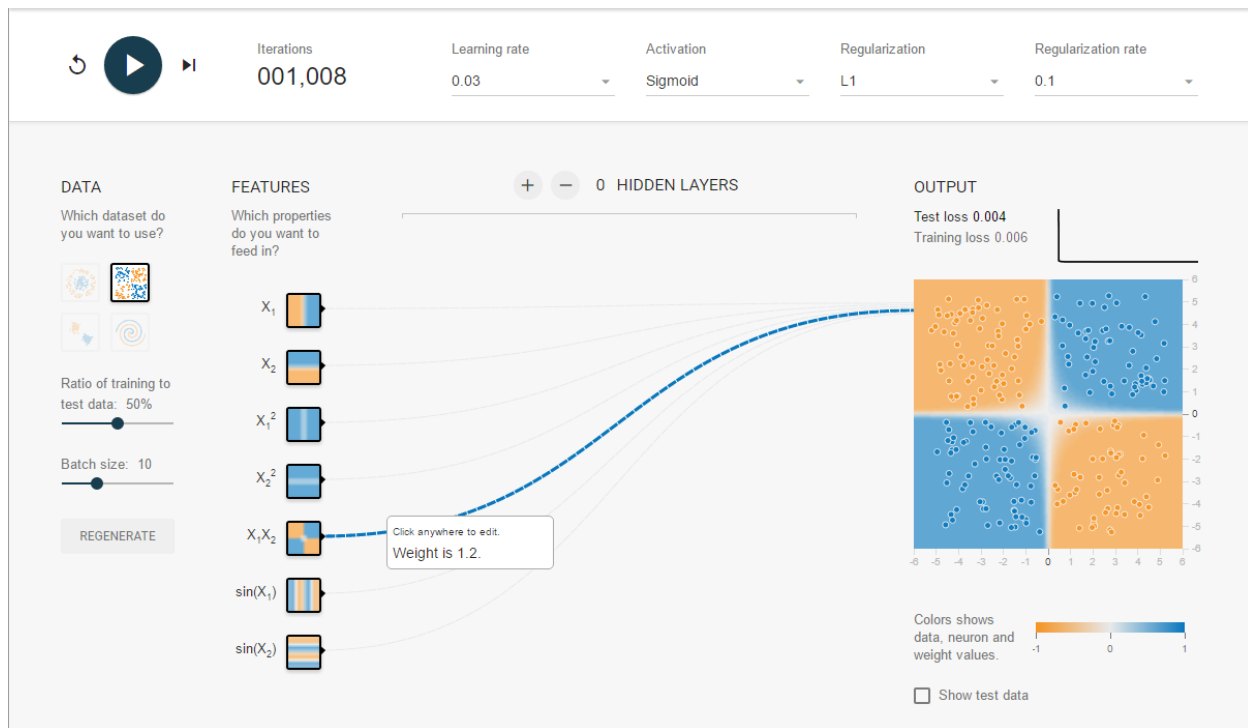 Iterations
001,008
Learning rate
0.03
Activation
Sigmoid
Regularization
L1
Regularization rate
0.1
DATA
Which dataset do
you want to use?
Ratio of training to
test data: 50%
Batch size: 10
REGENERATE
FEATURES
Which properties
do you want to
feed in?
X₁
X₂
X₁²
X₂²
X₁X₂
sin(X₁)
sin(X₂)
+ − 0 HIDDEN LAYERS
Click anywhere to edit.
Weight is 1.2.
OUTPUT
Test loss 0.004
Training loss 0.006
6
5
4
3
2
1
0
-1
-2
-3
-4
-5
-6
-6 -5 -4 -3 -2 -1 0 1 2 3 4 5 6
Colors shows
data, neuron and
weight values.
-1 0 1
Show test data